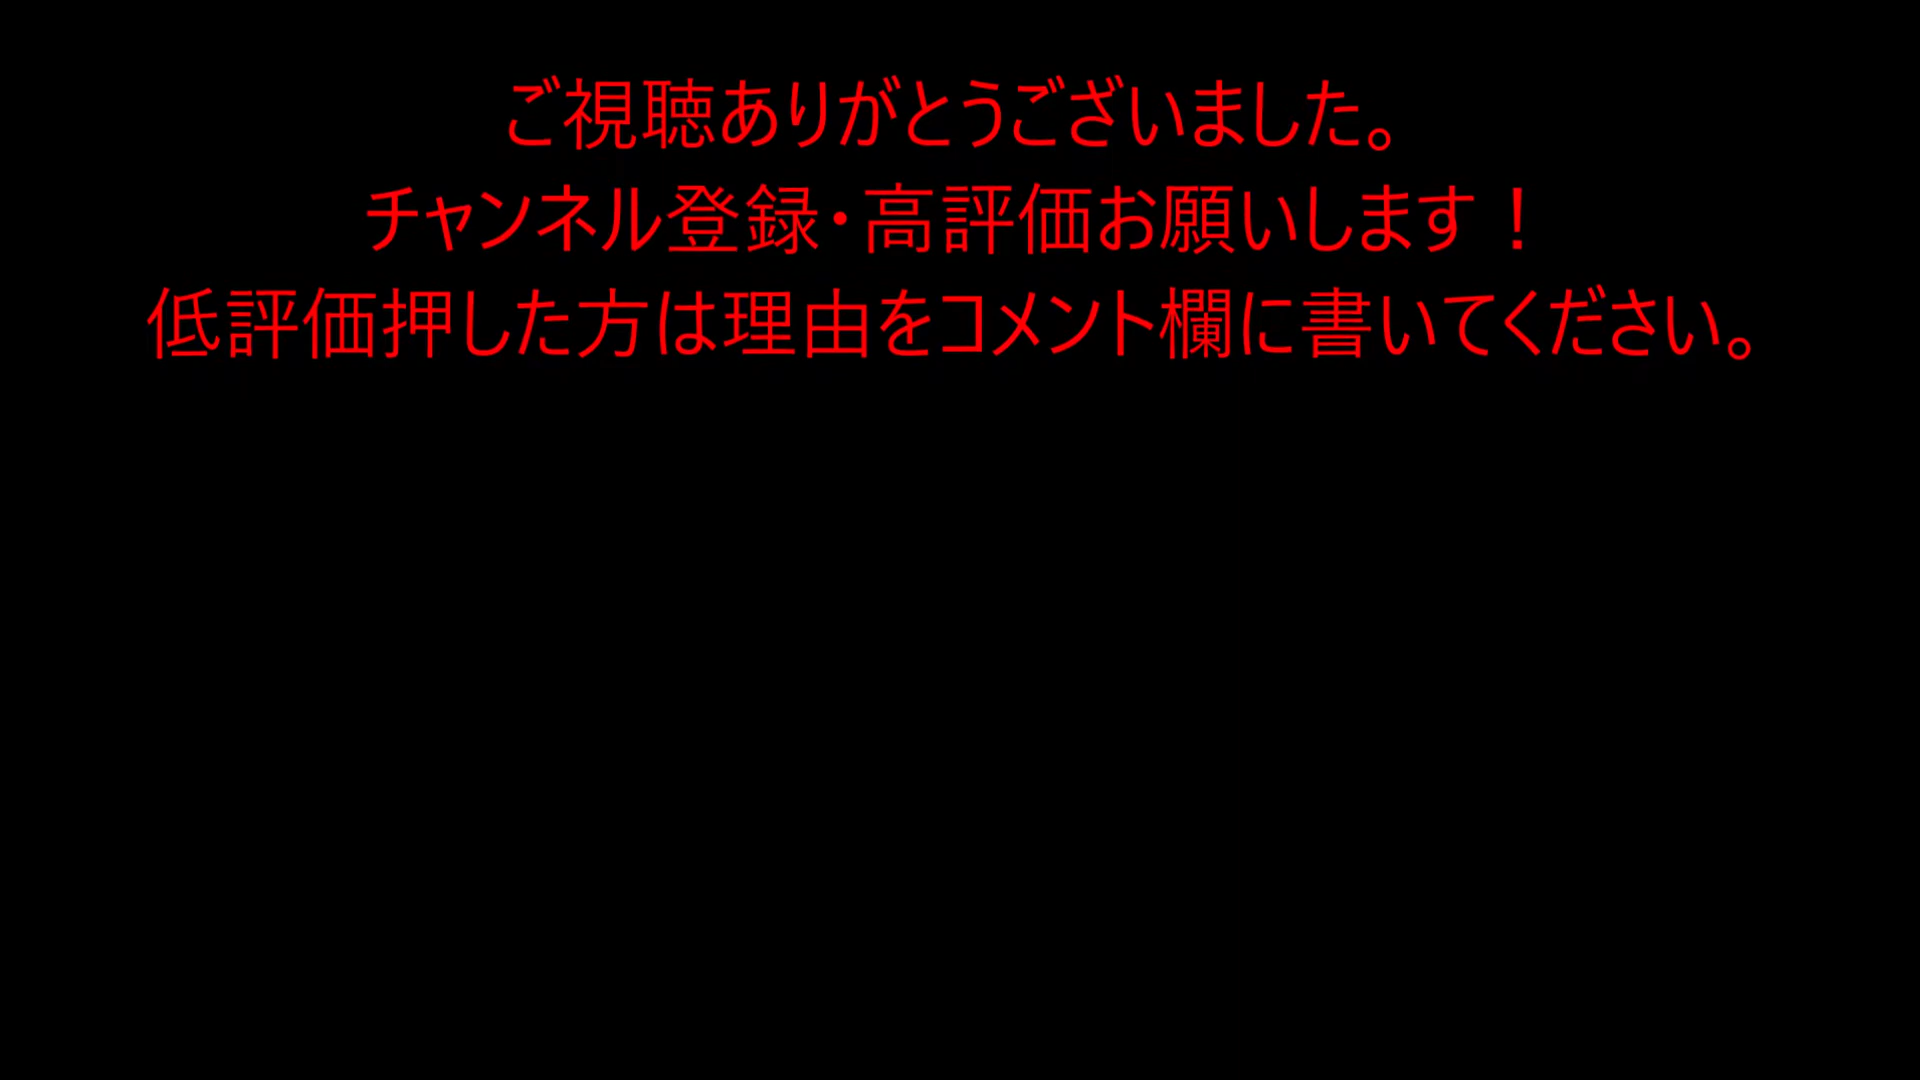 ご視聴ありがとうございました。
チャンネル登録・高評価お願いします！
低評価押した方は理由をコメント欄に書いてください。